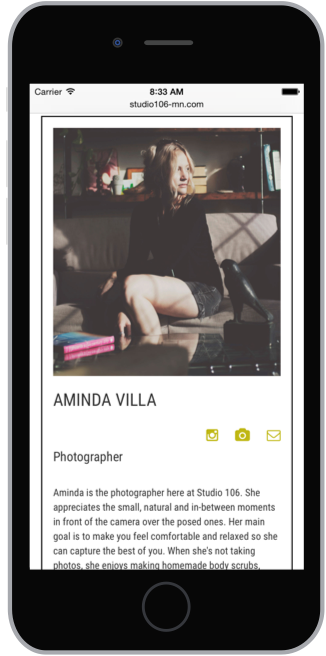 Carrier 8:33 AM
studio106-mn.com
AMINDA VILLA
Photographer
Aminda is the photographer here at Studio 106. She
appreciates the small, natural and in-between moments
in front of the camera over the posed ones. Her main
goal is to make you feel comfortable and relaxed so she
can capture the best of you. When she's not taking
photos, she enjoys making homemade body scrubs,